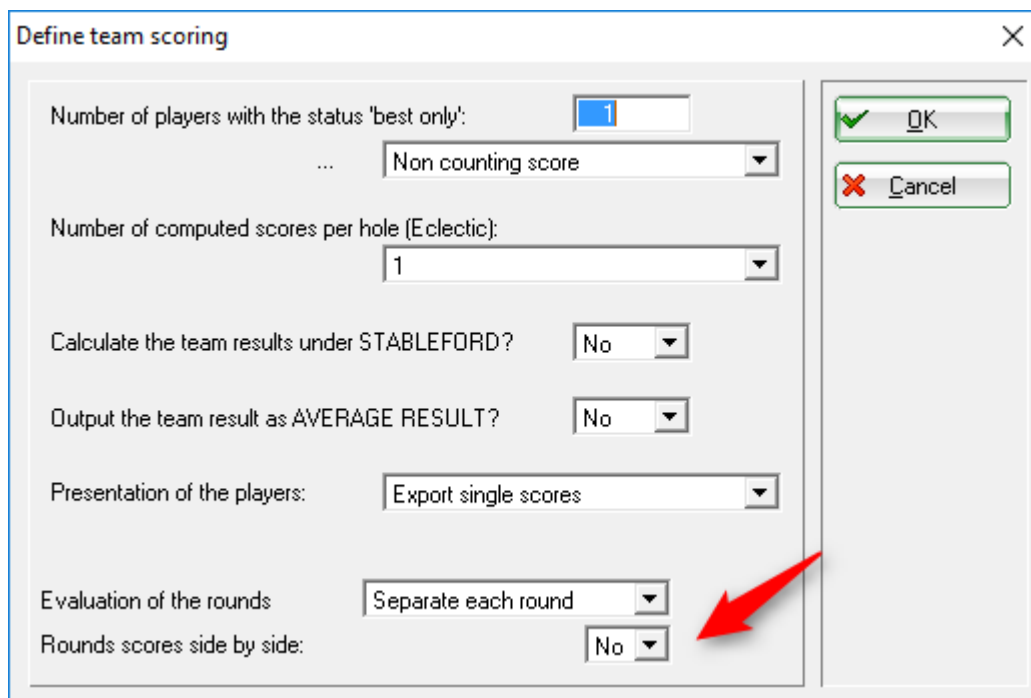 Define team scoring
Number of players with the status 'best only': 1
... Non counting score
Number of computed scores per hole (Eclectic):
1
Calculate the team results under STABLEFORD? No
Output the team result as AVERAGE RESULT? No
Presentation of the players: Export single scores
Evaluation of the rounds Separate each round
Rounds scores side by side: No
OK
Cancel